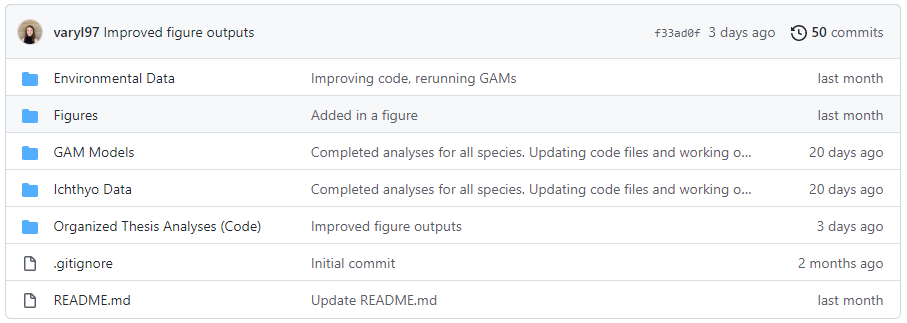 varyl97 Improved figure outputs f33ad0f 3 days ago 50 commits
Environmental Data Improving code, rerunning GAMs last month
Figures Added in a figure last month
GAM Models Completed analyses for all species. Updating code files and working o... 20 days ago
Ichthyo Data Completed analyses for all species. Updating code files and working o... 20 days ago
Organized Thesis Analyses (Code) Improved figure outputs 3 days ago
.gitignore Initial commit 2 months ago
README.md Update README.md last month